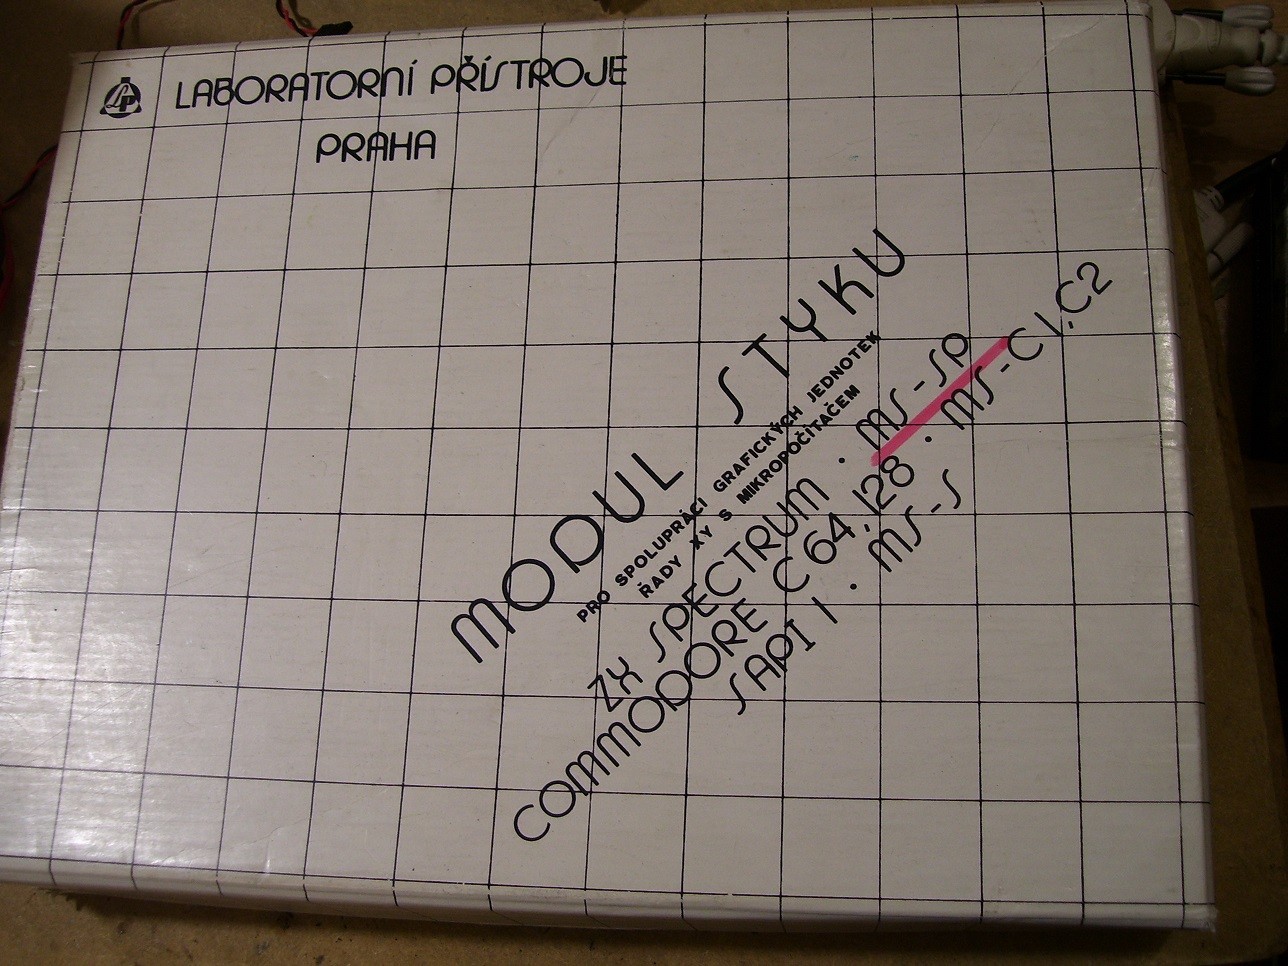 LABORATORNÍ PŘÍSTROJE
PRAHA
MODUL STYKU
PRO SPOLUPRÁCI GRAFICKÝCH JEDNOTEK
ŘADY XY S MIKROPOČÍTAČEM
ZX SPECTRUM · MS-SP
COMMODORE C64,128 · MS-C1,C2
SAPI 1 · MS-S